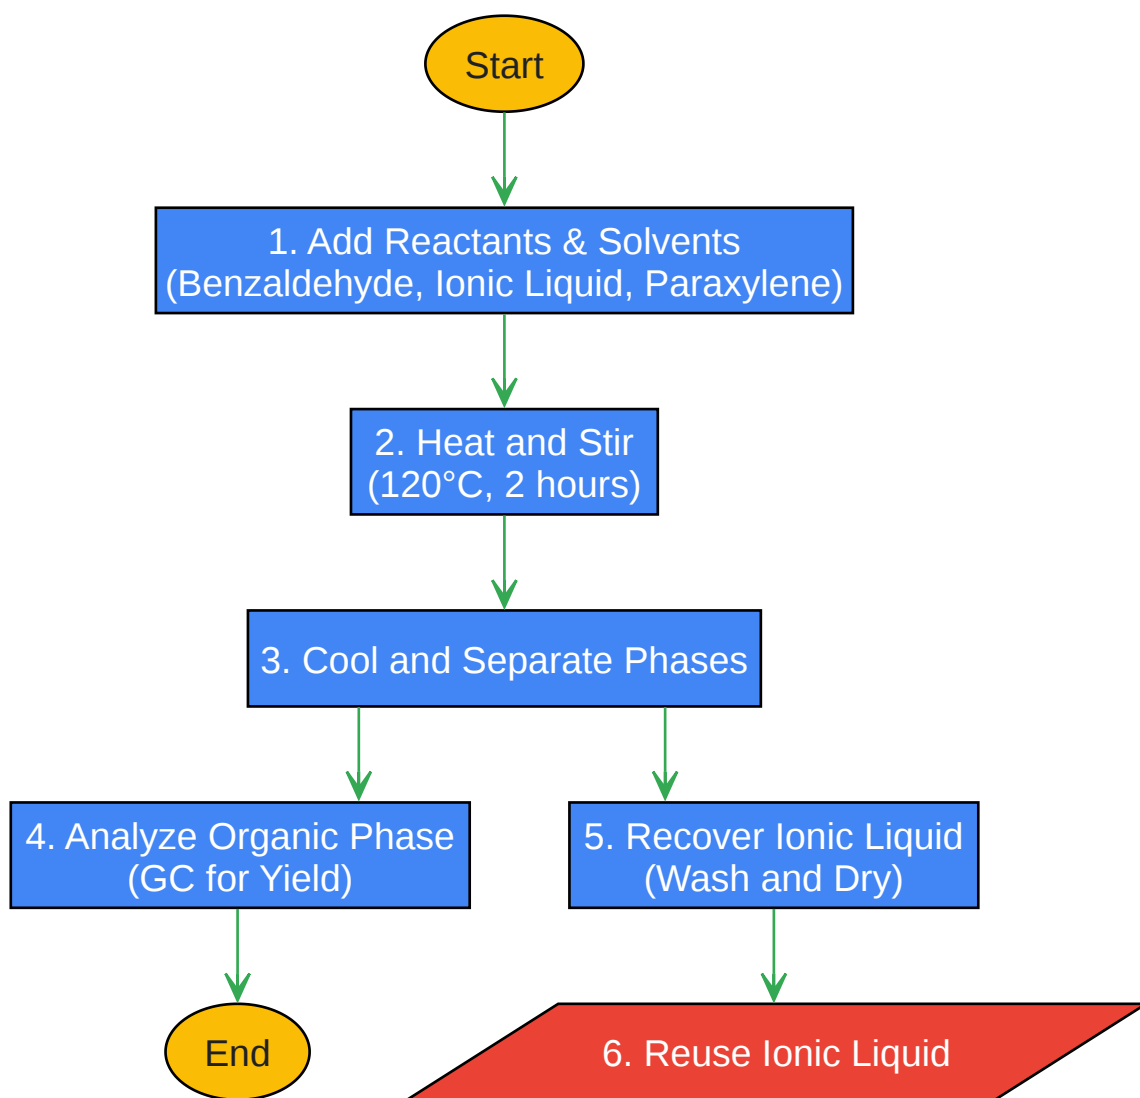 Start
1. Add Reactants & Solvents
(Benzaldehyde, Ionic Liquid, Paraxylene)
2. Heat and Stir
(120°C, 2 hours)
3. Cool and Separate Phases
4. Analyze Organic Phase
(GC for Yield)
5. Recover Ionic Liquid
(Wash and Dry)
End
6. Reuse Ionic Liquid